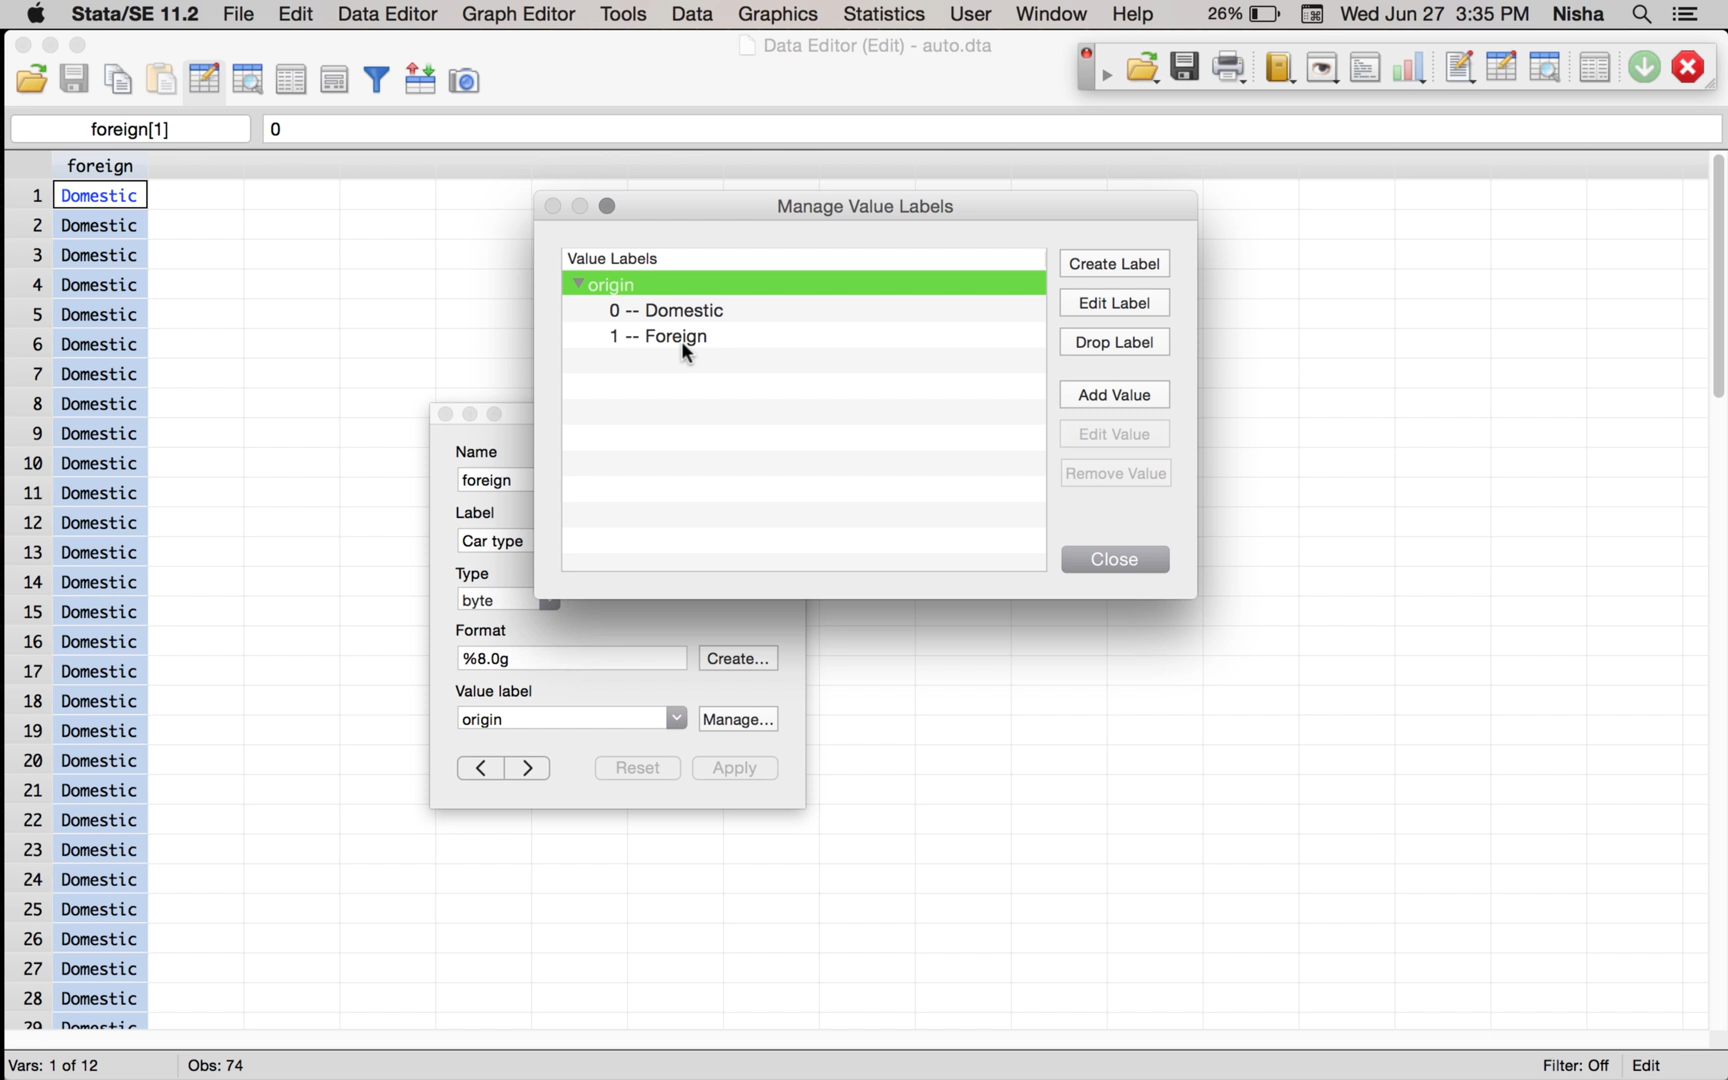 Stata/SE 11.2 File Edit Data Editor Graph Editor Tools Data Graphics Statistics User Window Help 26% Wed Jun 27 3:35 PM Nisha
Data Editor (Edit) - auto.dta
foreign[1] 0
foreign
1 Domestic
2 Domestic
3 Domestic
4 Domestic
5 Domestic
6 Domestic
7 Domestic
8 Domestic
9 Domestic
10 Domestic
11 Domestic
12 Domestic
13 Domestic
14 Domestic
15 Domestic
16 Domestic
17 Domestic
18 Domestic
19 Domestic
20 Domestic
21 Domestic
22 Domestic
23 Domestic
24 Domestic
25 Domestic
26 Domestic
27 Domestic
28 Domestic
29 Domestic
Manage Value Labels
Value Labels
origin
0 -- Domestic
1 -- Foreign
Create Label
Edit Label
Drop Label
Add Value
Edit Value
Remove Value
Close
Name
foreign
Label
Car type
Type
byte
Format
%8.0g Create...
Value label
origin Manage...
< > Reset Apply
Vars: 1 of 12 Obs: 74 Filter: Off Edit